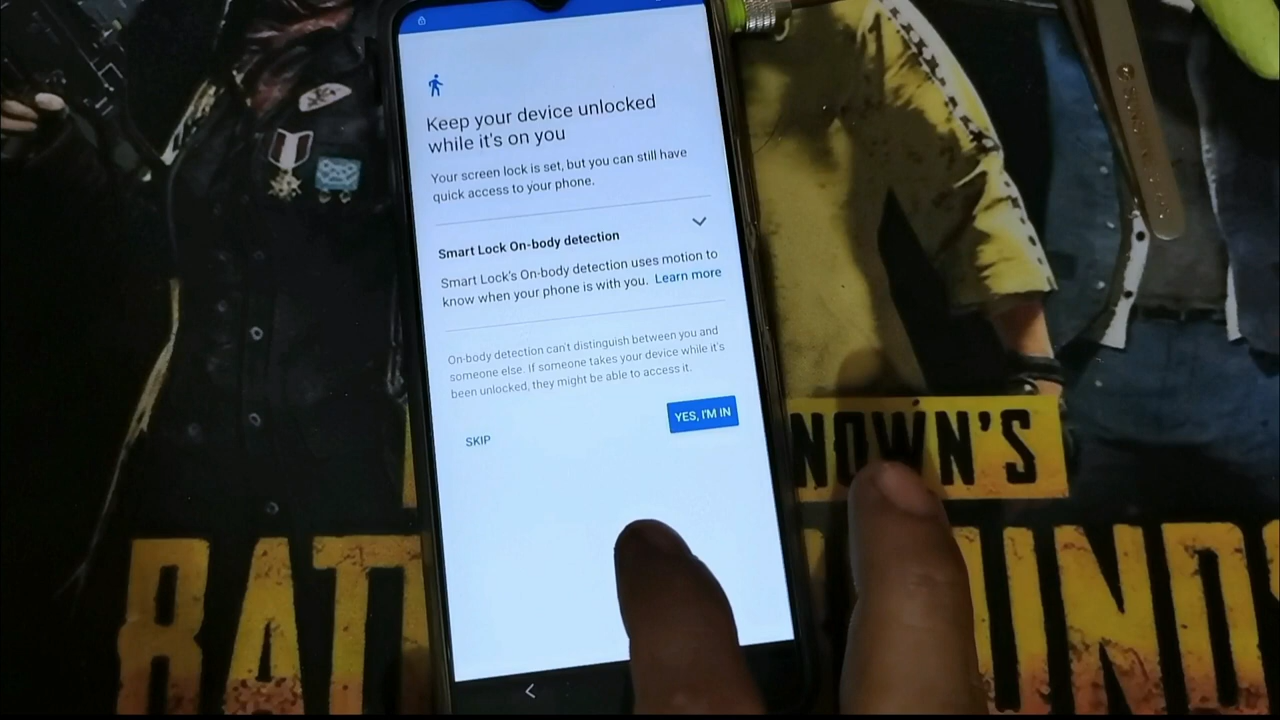 Keep your device unlocked
while it's on you
Your screen lock is set, but you can still have
quick access to your phone.
Smart Lock On-body detection
Smart Lock's On-body detection uses motion to
know when your phone is with you. Learn more
On-body detection can't distinguish between you and
someone else. If someone takes your device while it's
been unlocked, they might be able to access it.
YES, I'M IN
SKIP
NOWN'S
BATT
OUNDS